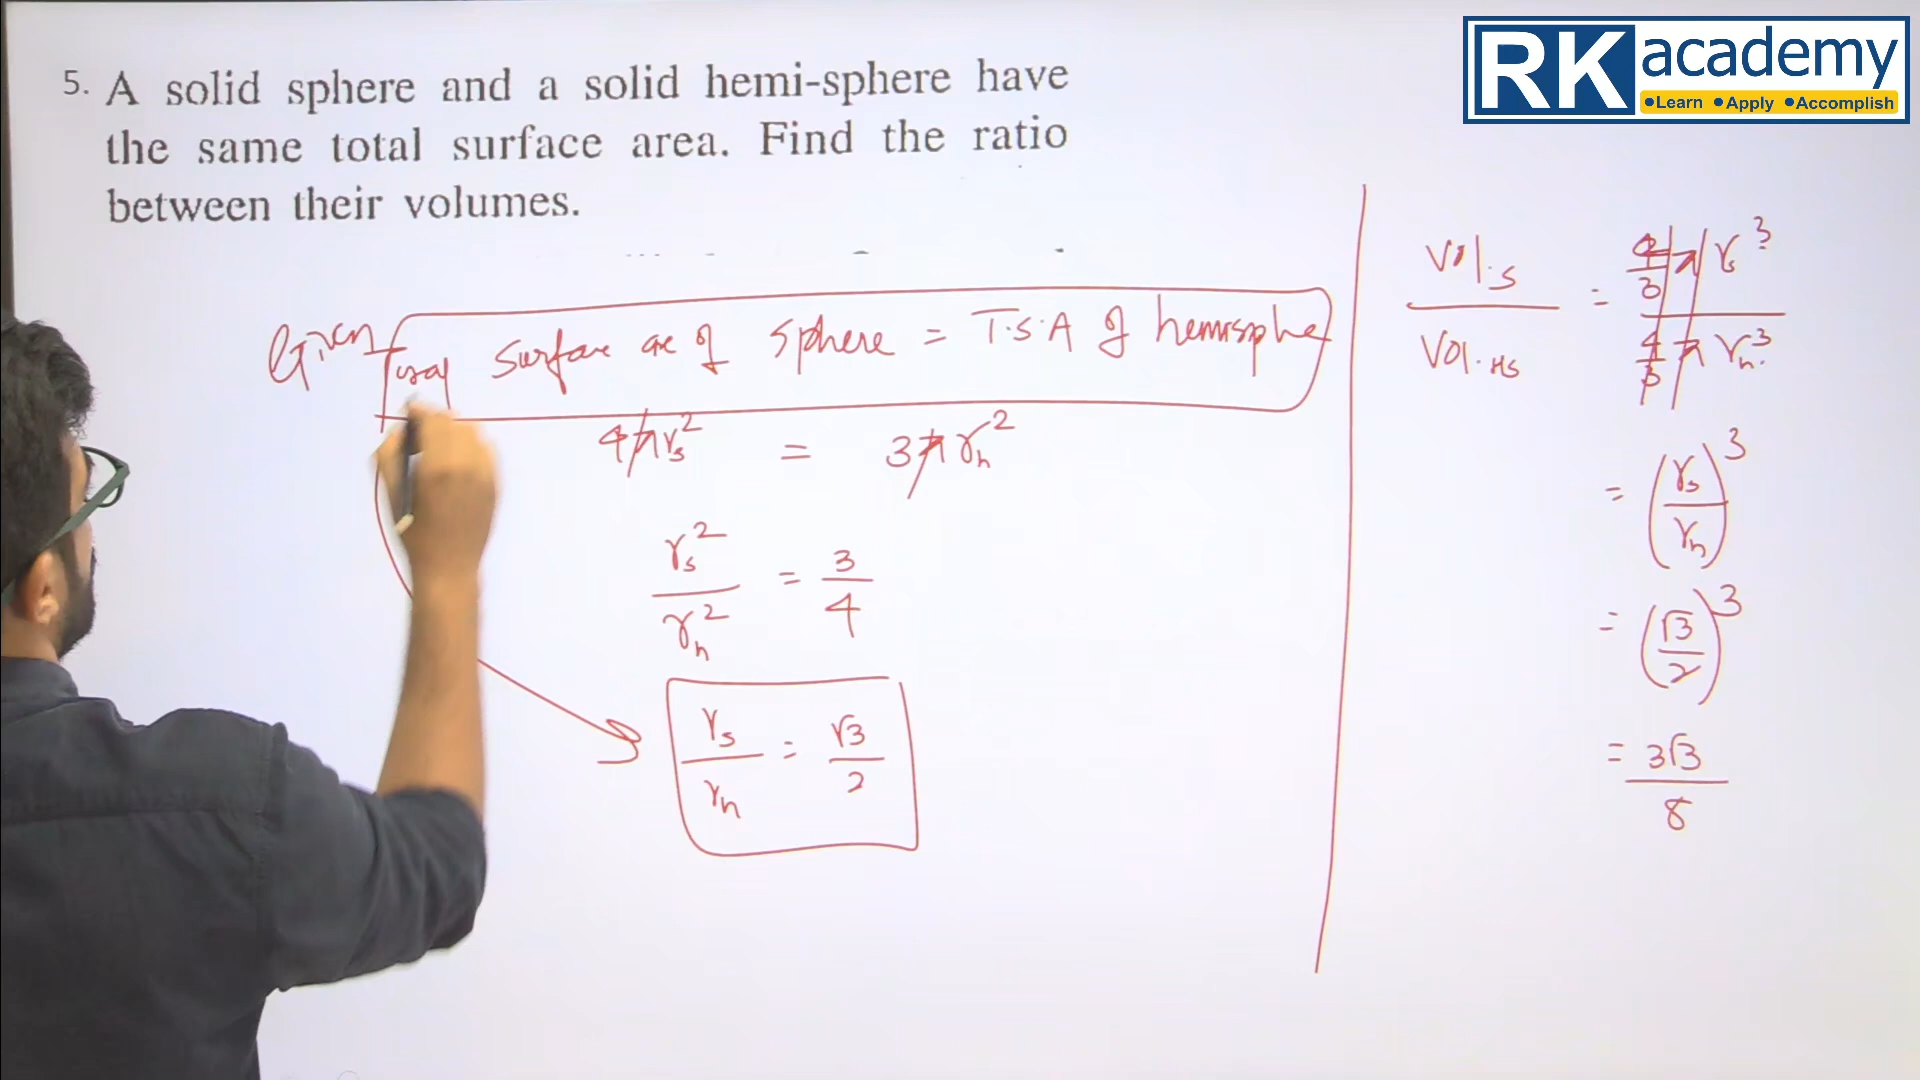 RK academy
•Learn •Apply •Accomplish
5. A solid sphere and a solid hemi-sphere have
the same total surface area. Find the ratio
between their volumes.
Given
Total Surface are of Sphere = T.S.A of hemisphe
4πrₛ² = 3πrₕ²
rₛ²/rₕ² = 3/4
rₛ/rₕ = √3/2
Vol.S/Vol.HS = 4/3 π rₛ³ / 4/3 π rₕ³
= (rₛ/rₕ)³
= (√3/2)³
= 3√3/8